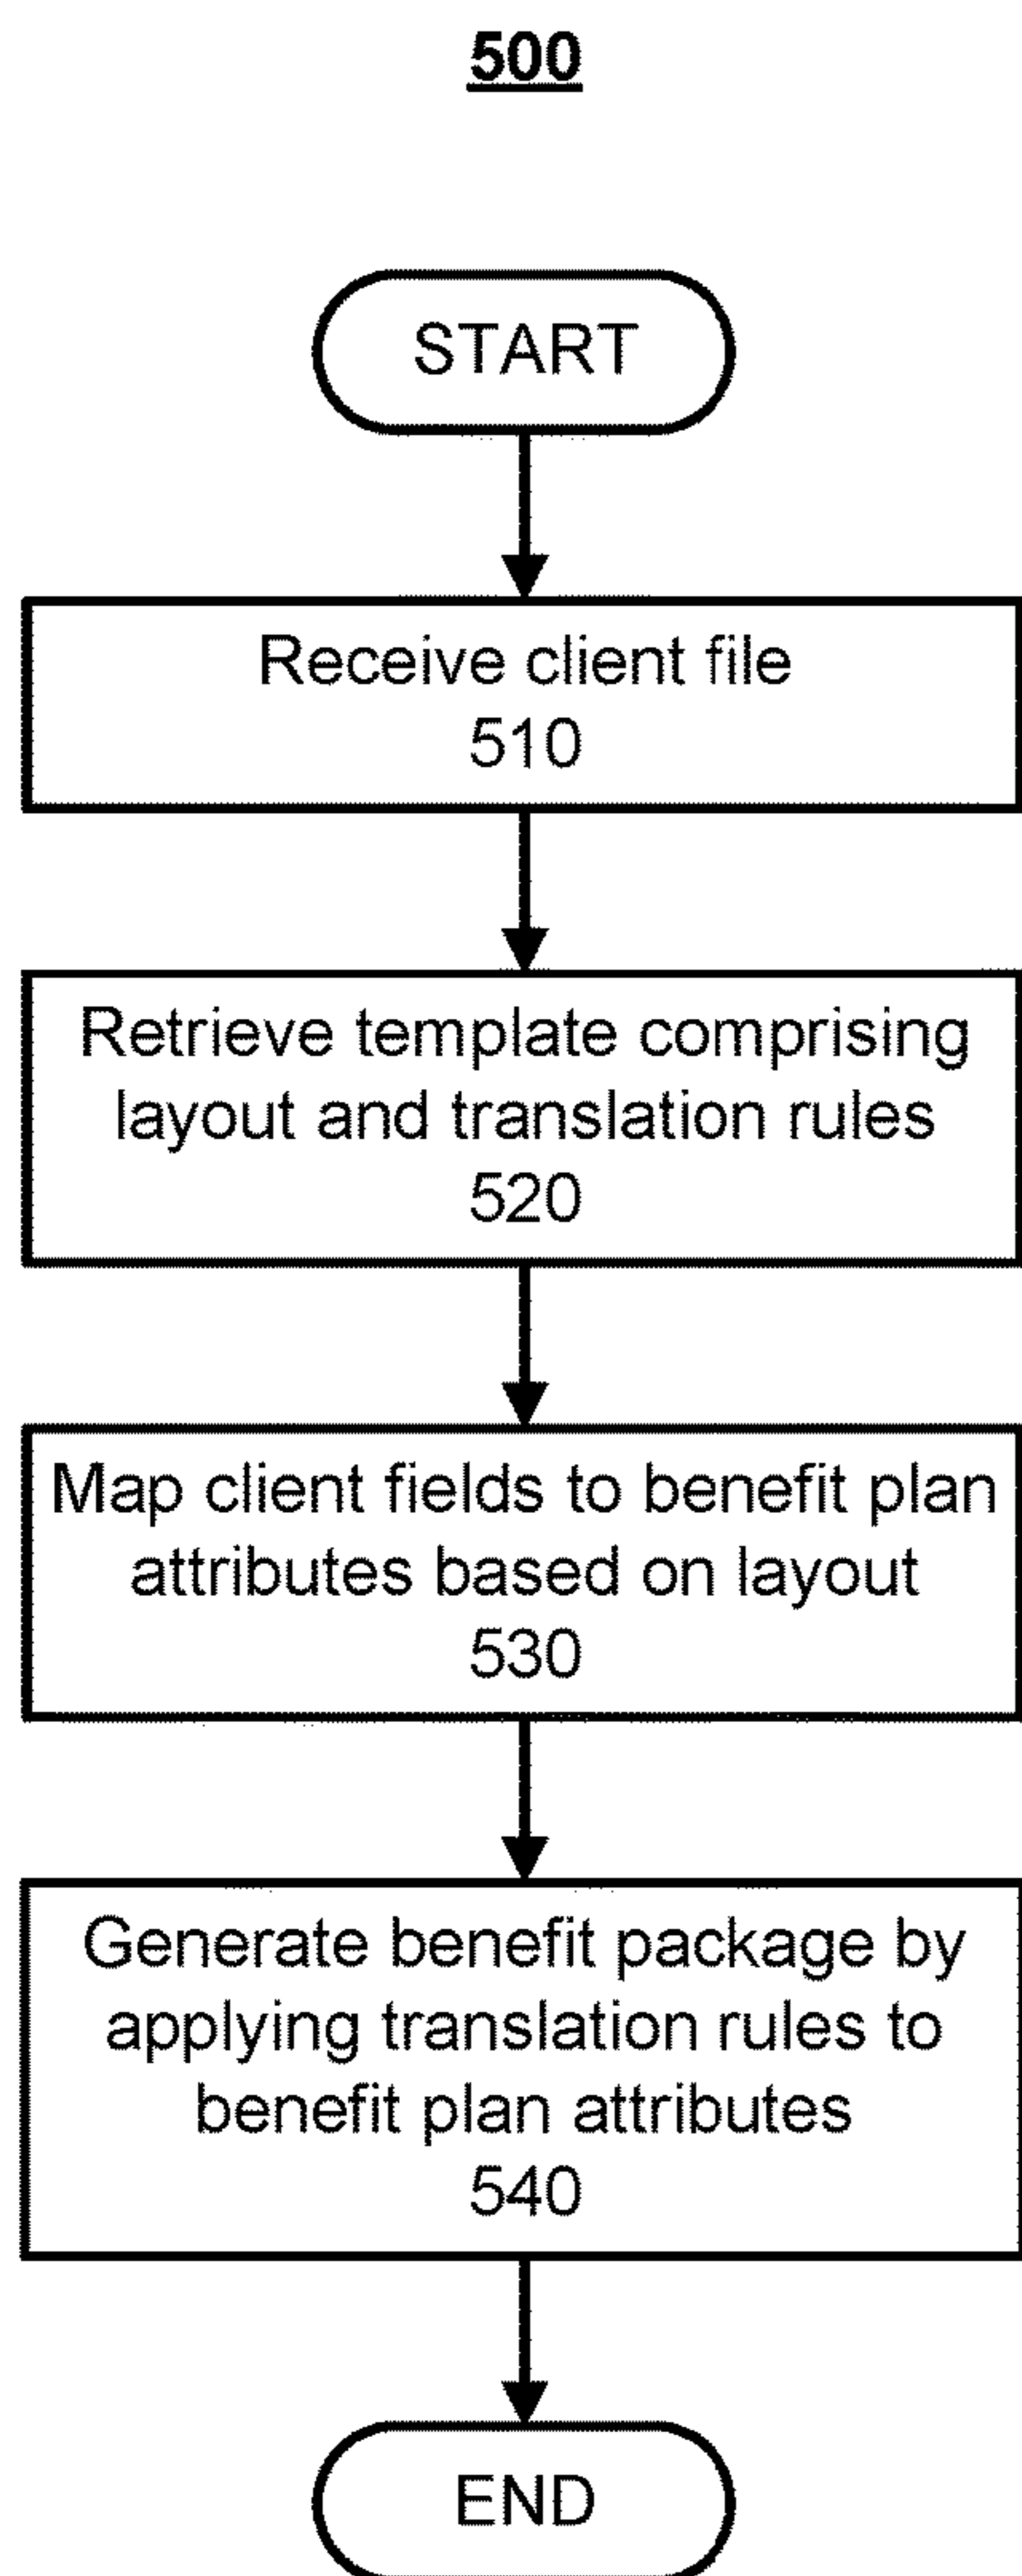 500
START
Receive client file
510
Retrieve template comprising
layout and translation rules
520
Map client fields to benefit plan
attributes based on layout
530
Generate benefit package by
applying translation rules to
benefit plan attributes
540
END